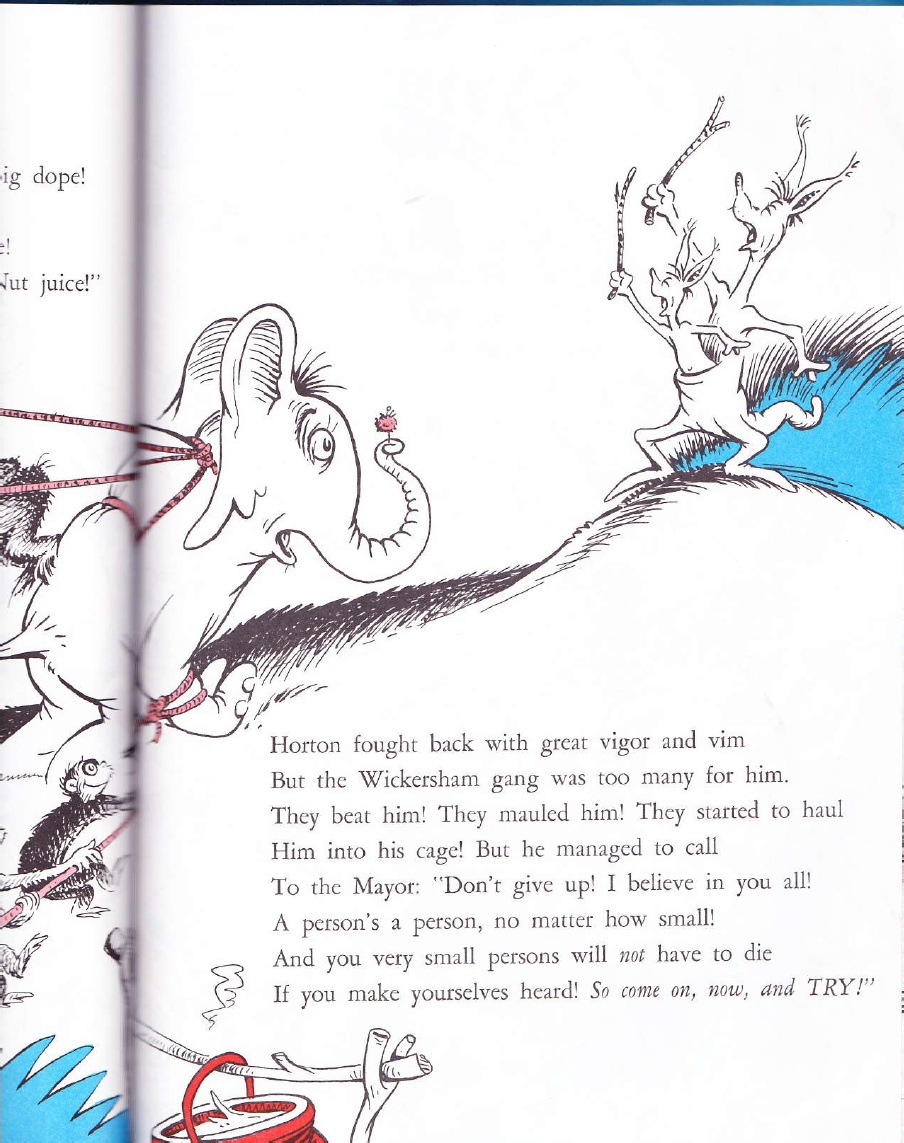 dope!
juice!”
Horton fought back with great vigor and vim
But the Wickersham gang was too many for him.
They beat him! They mauled him! They started to haul
Him into his cage! But he managed to call
To the Mayor: “Don’t give up! I believe in you all!
A person’s a person, no matter how small!
And you very small persons will not have to die
If you make yourselves heard! So come on, now, and TRY!”